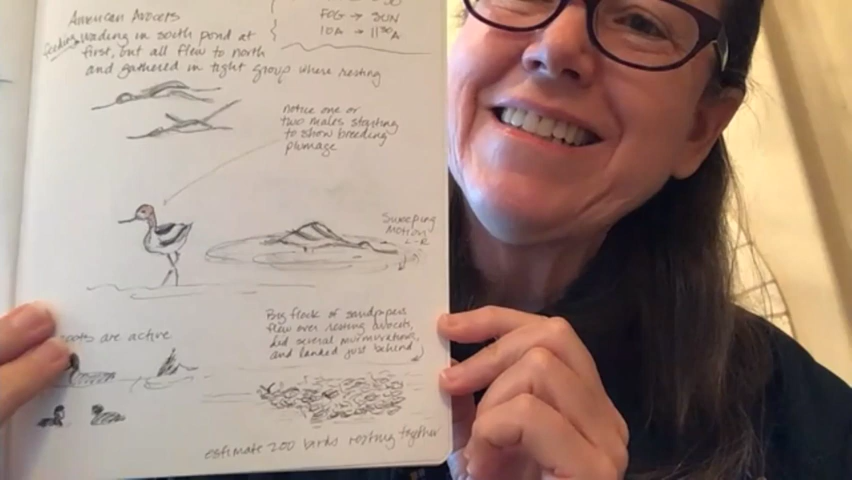 American Avocets
feeding
Wading in south pond at
first, but all flew to north
and gathered in tight group where resting
FOG → SUN
10A → 11:30A
notice one or
two males starting
to show breeding
plumage
Sweeping
Motion
L-R
coots are active
Big flock of sandpipers
flew over resting avocets,
did several murmurations,
and landed just behind
estimate 200 birds resting together